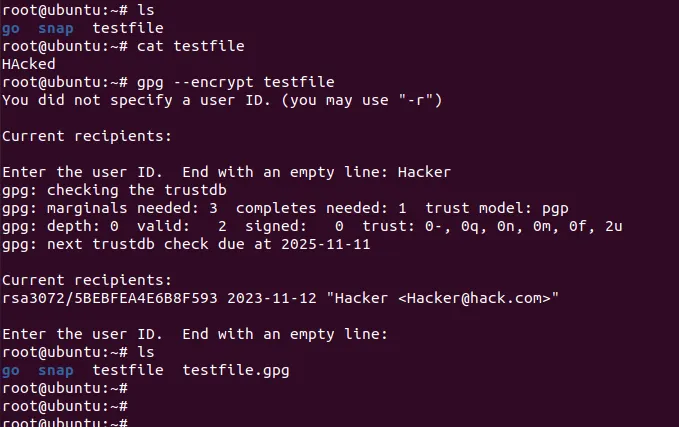 root@ubuntu:~# ls
go  snap  testfile
root@ubuntu:~# cat testfile
HAcked
root@ubuntu:~# gpg --encrypt testfile
You did not specify a user ID. (you may use "-r")
Current recipients:
Enter the user ID.  End with an empty line: Hacker
gpg: checking the trustdb
gpg: marginals needed: 3  completes needed: 1  trust model: pgp
gpg: depth: 0  valid:   2  signed:   0  trust: 0-, 0q, 0n, 0m, 0f, 2u
gpg: next trustdb check due at 2025-11-11
Current recipients:
rsa3072/5BEBFEA4E6B8F593 2023-11-12 "Hacker <Hacker@hack.com>"
Enter the user ID.  End with an empty line:
root@ubuntu:~# ls
go  snap  testfile  testfile.gpg
root@ubuntu:~#
root@ubuntu:~#
root@ubuntu:~#